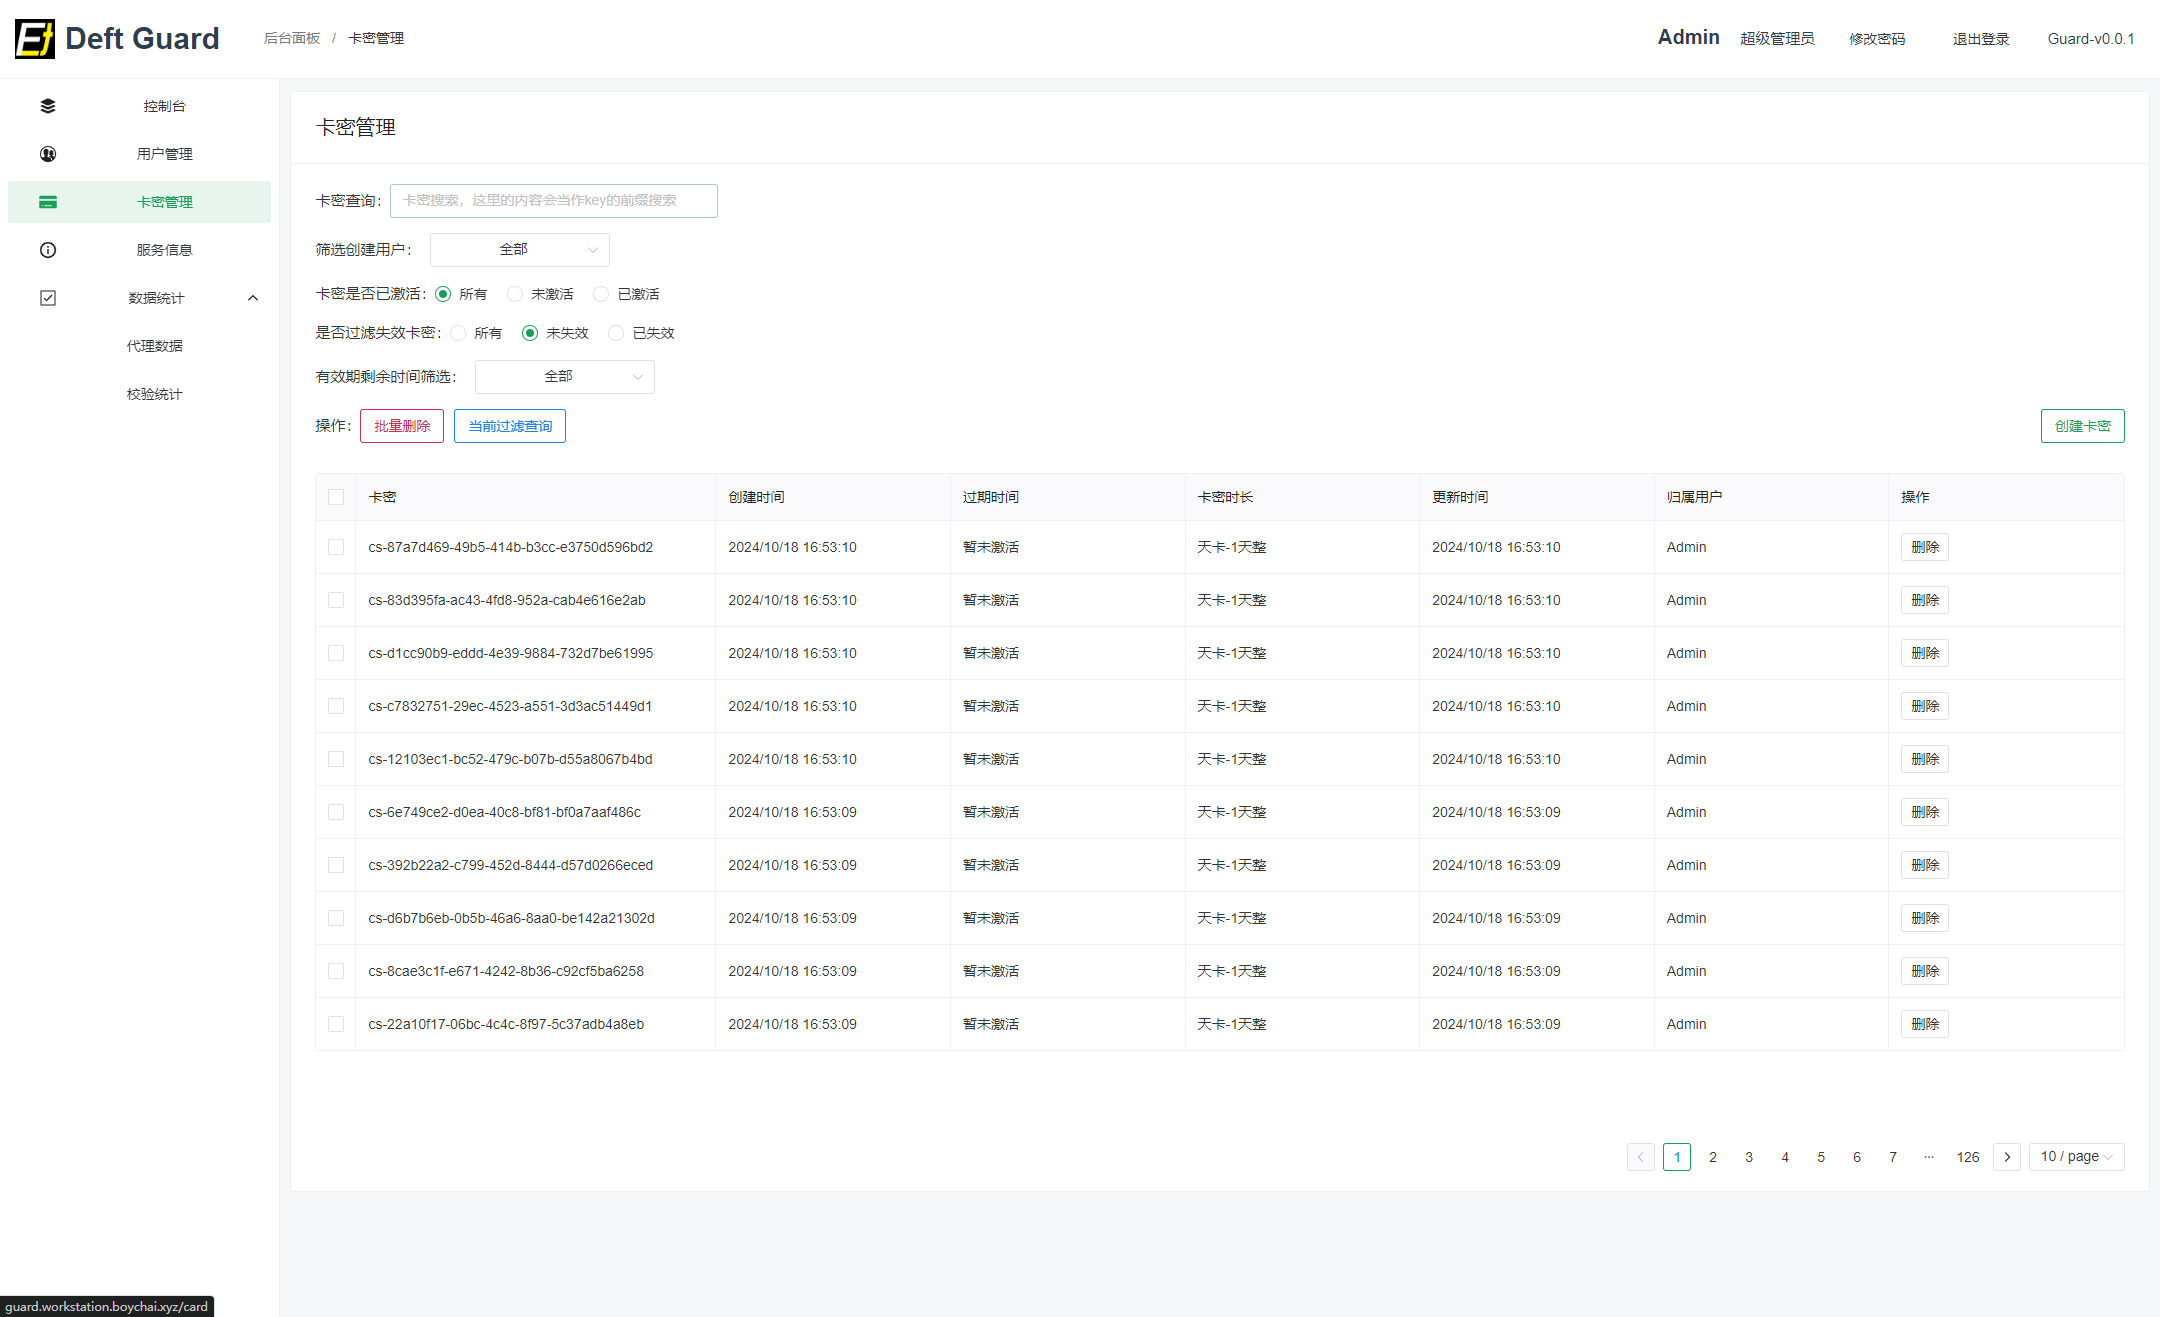 Deft Guard
后台面板 / 卡密管理
Admin 超级管理员 修改密码 退出登录 Guard-v0.0.1
控制台
用户管理
卡密管理
服务信息
数据统计
代理数据
校验统计
卡密管理
卡密查询: 卡密搜索，这里的内容会当作key的前缀搜索
筛选创建用户: 全部
卡密是否已激活: 所有 未激活 已激活
是否过滤失效卡密: 所有 未失效 已失效
有效期剩余时间筛选: 全部
操作: 批量删除 当前过滤查询 创建卡密
卡密 创建时间 过期时间 卡密时长 更新时间 归属用户 操作
cs-87a7d469-49b5-414b-b3cc-e3750d596bd2 2024/10/18 16:53:10 暂未激活 天卡-1天整 2024/10/18 16:53:10 Admin 删除
cs-83d395fa-ac43-4fd8-952a-cab4e616e2ab 2024/10/18 16:53:10 暂未激活 天卡-1天整 2024/10/18 16:53:10 Admin 删除
cs-d1cc90b9-eddd-4e39-9884-732d7be61995 2024/10/18 16:53:10 暂未激活 天卡-1天整 2024/10/18 16:53:10 Admin 删除
cs-c7832751-29ec-4523-a551-3d3ac51449d1 2024/10/18 16:53:10 暂未激活 天卡-1天整 2024/10/18 16:53:10 Admin 删除
cs-12103ec1-bc52-479c-b07b-d55a8067b4bd 2024/10/18 16:53:10 暂未激活 天卡-1天整 2024/10/18 16:53:10 Admin 删除
cs-6e749ce2-d0ea-40c8-bf81-bf0a7aaf486c 2024/10/18 16:53:09 暂未激活 天卡-1天整 2024/10/18 16:53:09 Admin 删除
cs-392b22a2-c799-452d-8444-d57d0266eced 2024/10/18 16:53:09 暂未激活 天卡-1天整 2024/10/18 16:53:09 Admin 删除
cs-d6b7b6eb-0b5b-46a6-8aa0-be142a21302d 2024/10/18 16:53:09 暂未激活 天卡-1天整 2024/10/18 16:53:09 Admin 删除
cs-8cae3c1f-e671-4242-8b36-c92cf5ba6258 2024/10/18 16:53:09 暂未激活 天卡-1天整 2024/10/18 16:53:09 Admin 删除
cs-22a10f17-06bc-4c4c-8f97-5c37adb4a8eb 2024/10/18 16:53:09 暂未激活 天卡-1天整 2024/10/18 16:53:09 Admin 删除
1 2 3 4 5 6 7 ··· 126 10 / page
guard.workstation.boychai.xyz/card